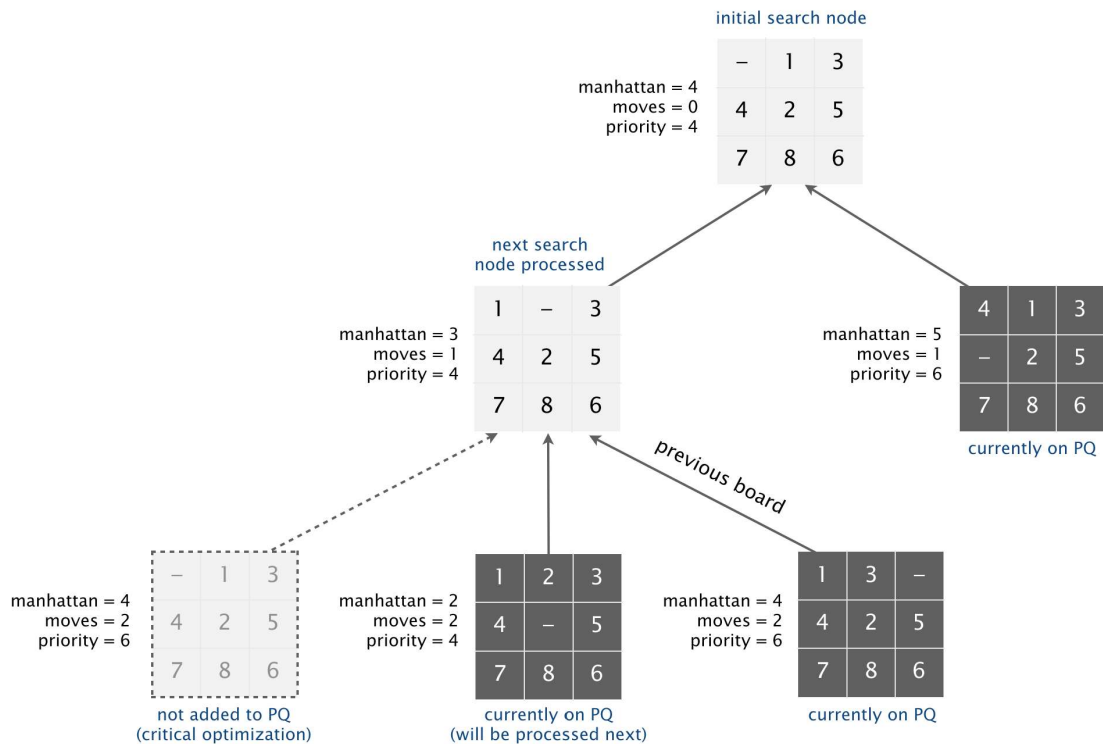 initial search node
– 1 3
manhattan = 4
moves = 0
priority = 4
4 2 5
7 8 6
next search
node processed
1 – 3
manhattan = 3
moves = 1
priority = 4
4 2 5
7 8 6
4 1 3
manhattan = 5
moves = 1
priority = 6
– 2 5
7 8 6
currently on PQ
previous board
– 1 3
manhattan = 4
moves = 2
priority = 6
4 2 5
7 8 6
not added to PQ
(critical optimization)
1 2 3
manhattan = 2
moves = 2
priority = 4
4 – 5
7 8 6
currently on PQ
(will be processed next)
1 3 –
manhattan = 4
moves = 2
priority = 6
4 2 5
7 8 6
currently on PQ